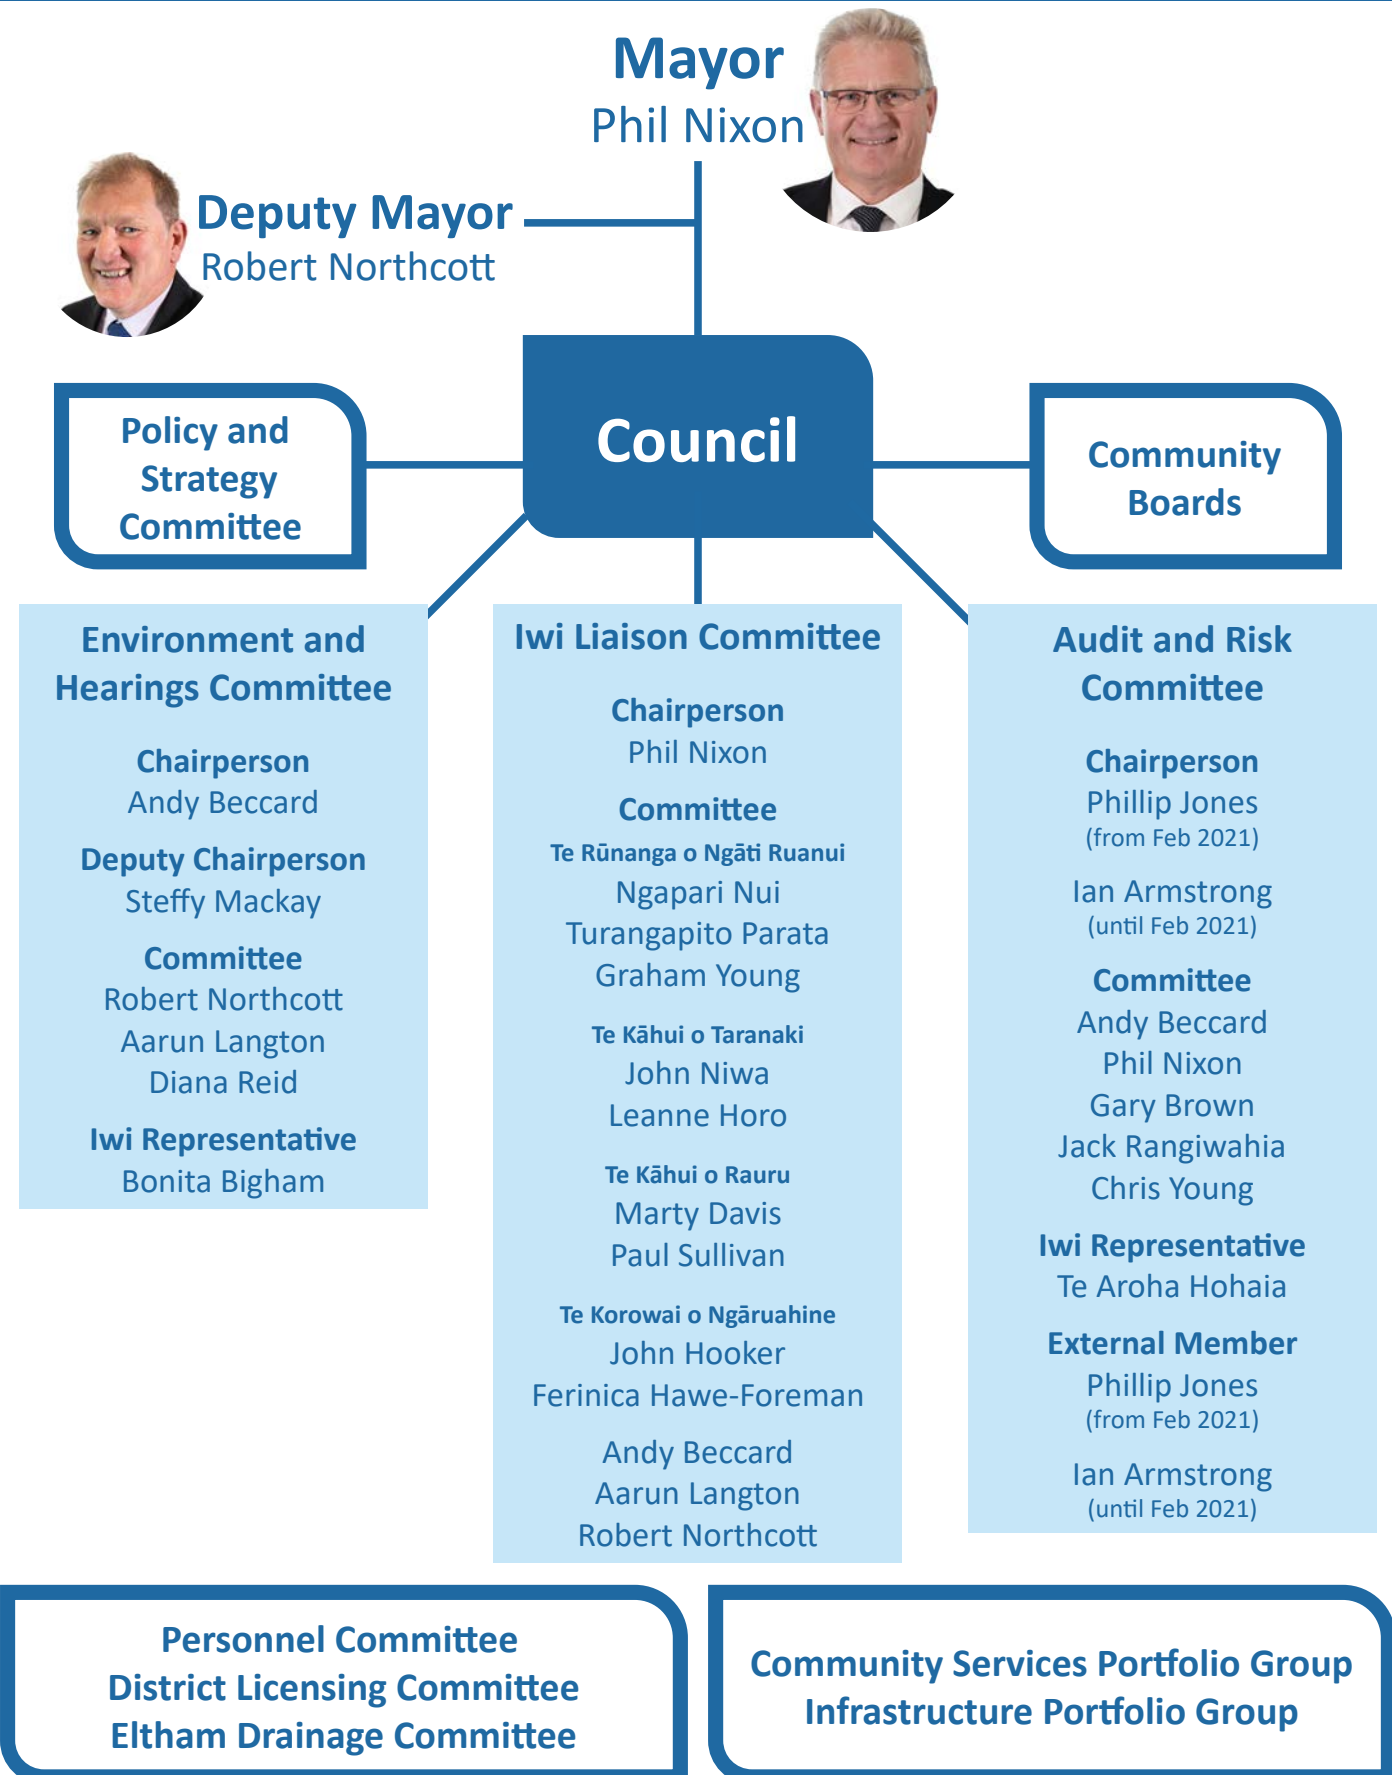 Mayor
Phil Nixon
Deputy Mayor
Robert Northcott
Council
Policy and
Strategy
Committee
Community
Boards
Environment and
Hearings Committee
Chairperson
Andy Beccard
Deputy Chairperson
Steffy Mackay
Committee
Robert Northcott
Aarun Langton
Diana Reid
Iwi Representative
Bonita Bigham
Iwi Liaison Committee
Chairperson
Phil Nixon
Committee
Te Rūnanga o Ngāti Ruanui
Ngapari Nui
Turangapito Parata
Graham Young
Te Kāhui o Taranaki
John Niwa
Leanne Horo
Te Kāhui o Rauru
Marty Davis
Paul Sullivan
Te Korowai o Ngāruahine
John Hooker
Ferinica Hawe-Foreman
Andy Beccard
Aarun Langton
Robert Northcott
Audit and Risk
Committee
Chairperson
Phillip Jones
(from Feb 2021)
Ian Armstrong
(until Feb 2021)
Committee
Andy Beccard
Phil Nixon
Gary Brown
Jack Rangiwahia
Chris Young
Iwi Representative
Te Aroha Hohaia
External Member
Phillip Jones
(from Feb 2021)
Ian Armstrong
(until Feb 2021)
Personnel Committee
District Licensing Committee
Eltham Drainage Committee
Community Services Portfolio Group
Infrastructure Portfolio Group